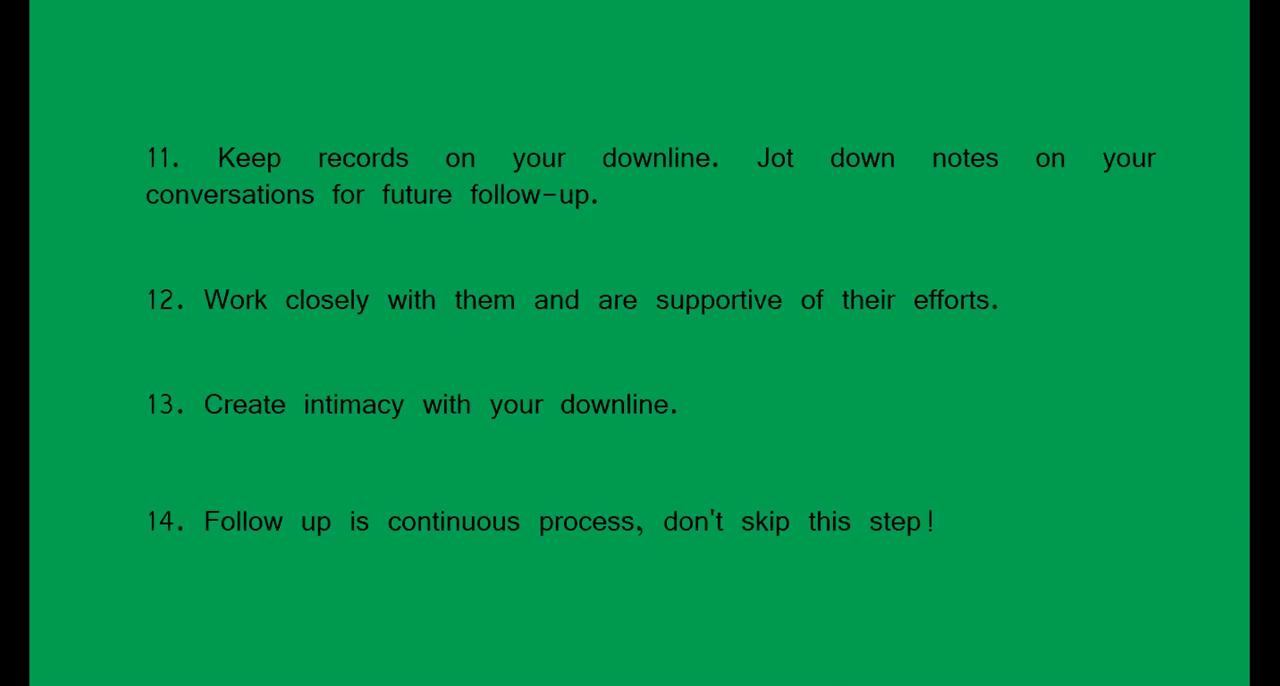 11. Keep records on your downline. Jot down notes on your
conversations for future follow-up.
12. Work closely with them and are supportive of their efforts.
13. Create intimacy with your downline.
14. Follow up is continuous process, don't skip this step!